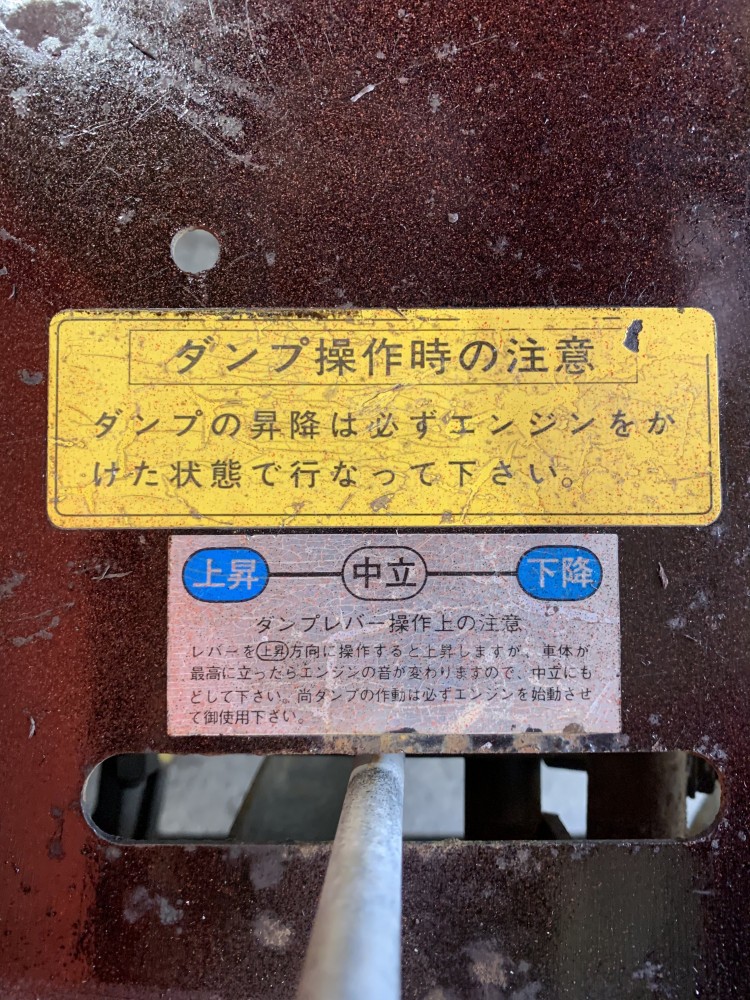 ダンプ操作時の注意
ダンプの昇降は必ずエンジンをか
けた状態で行なって下さい。
上昇 中立 下降
ダンプレバー操作上の注意
レバーを上昇方向に操作すると上昇しますが、車体が
最高に立ったらエンジンの音が変わりますので、中立にも
どして下さい。尚ダンプの作動は必ずエンジンを始動させ
て御使用下さい。